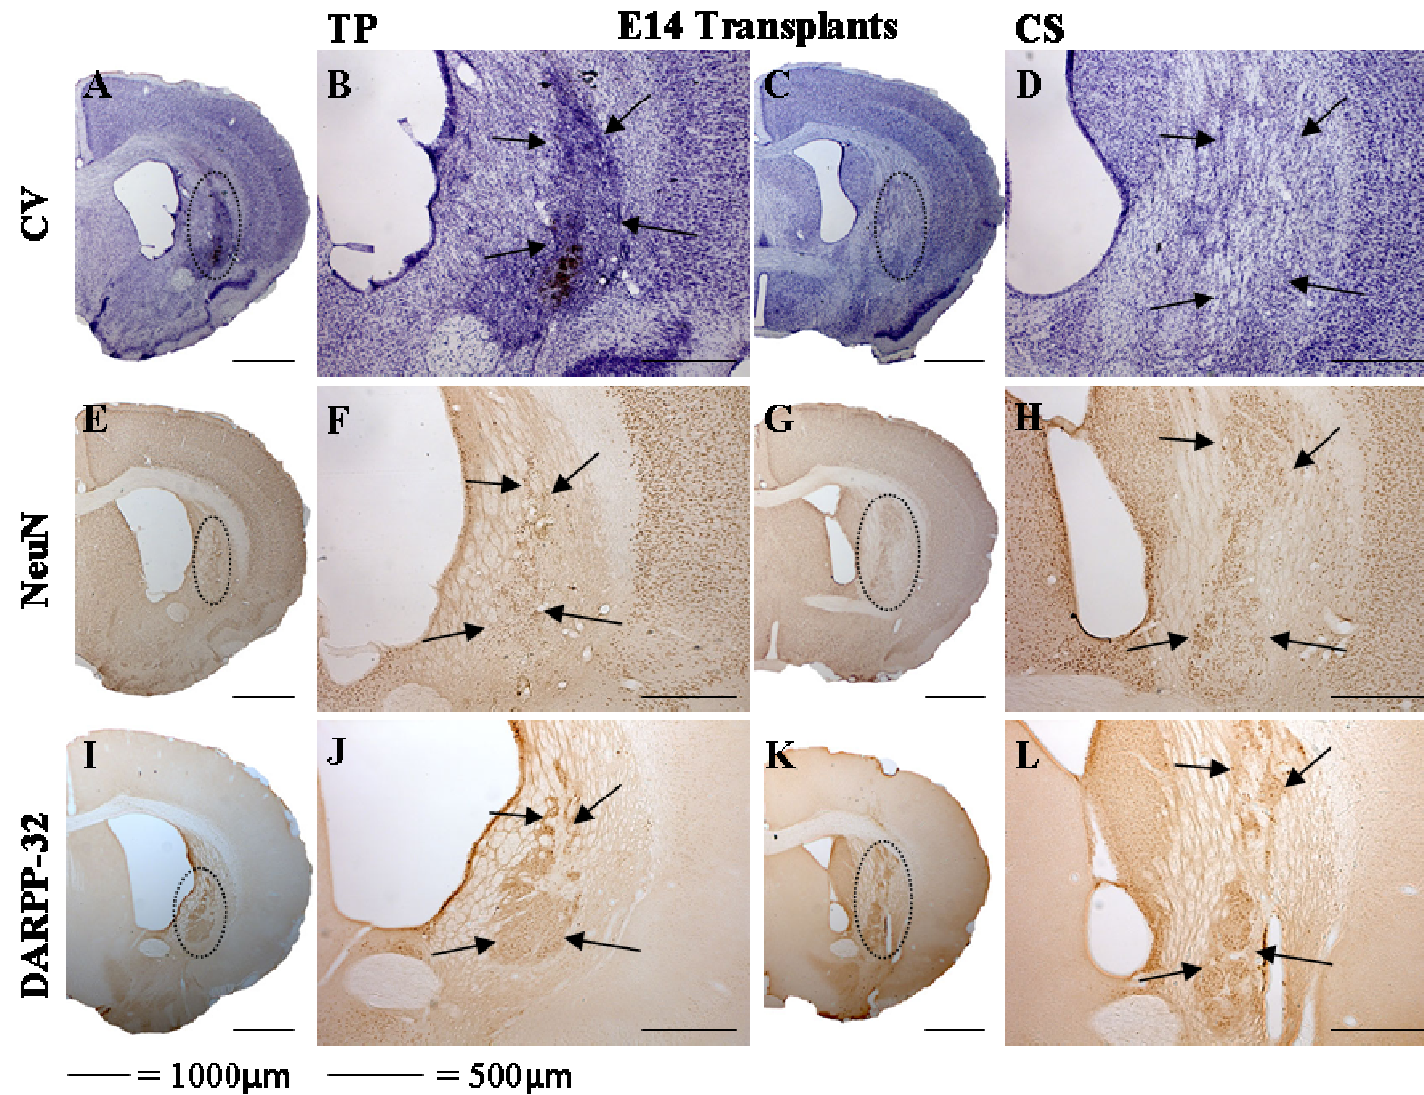 TP E14 Transplants CS
A B C D
CV
E F G H
NeuN
I J K L
DARPP-32
= 1000μm = 500μm